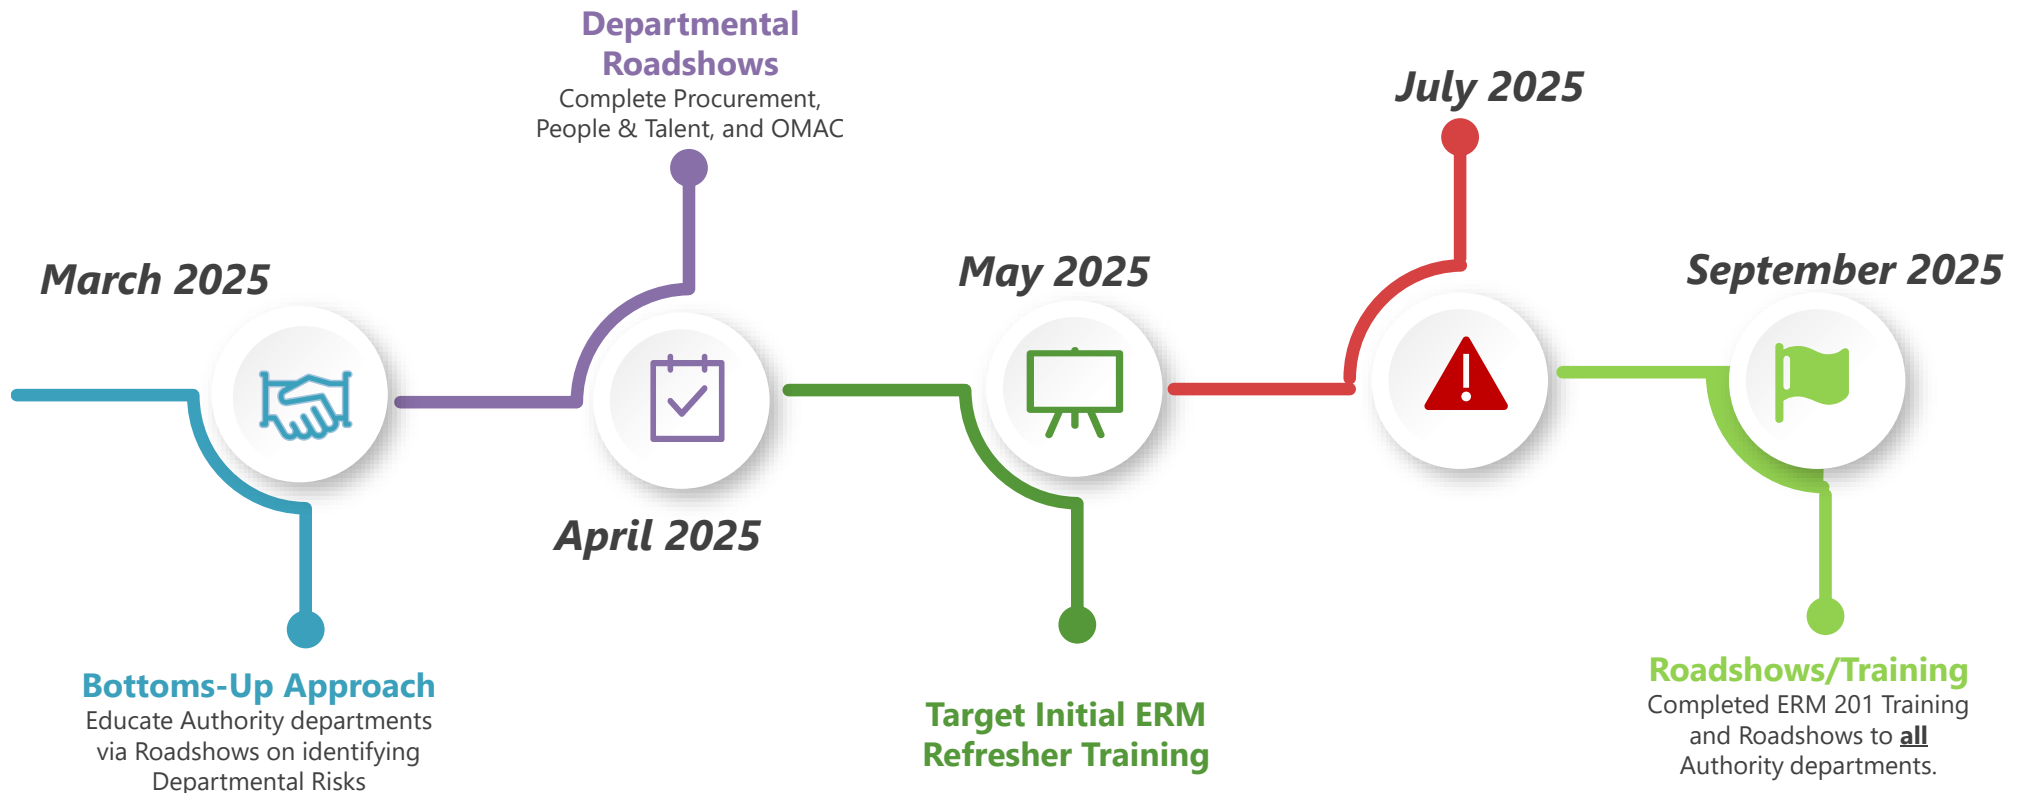 March 2025
Bottoms-Up Approach
Educate Authority departments
via Roadshows on identifying
Departmental Risks
Departmental
Roadshows
Complete Procurement,
People & Talent, and OMAC
April 2025
May 2025
Target Initial ERM
Refresher Training
July 2025
September 2025
Roadshows/Training
Completed ERM 201 Training
and Roadshows to all
Authority departments.